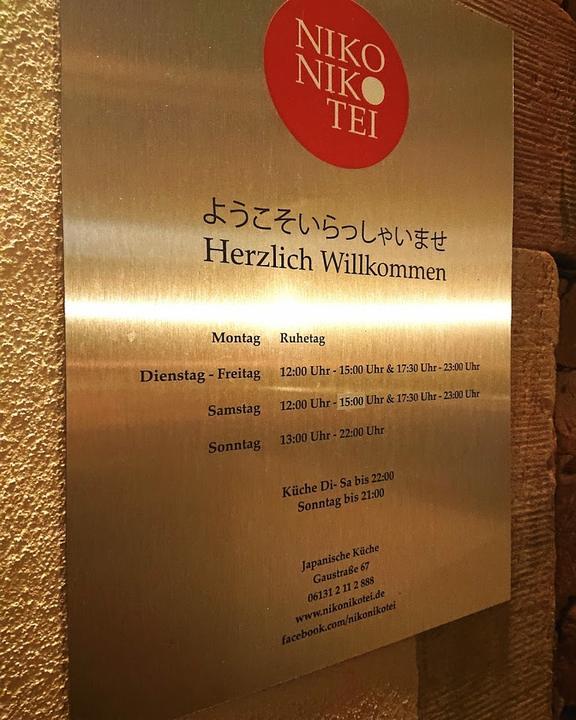 NIKO
NIKO
TEI
ようこそいらっしゃいませ
Herzlich Willkommen
Montag Ruhetag
Dienstag - Freitag 12:00 Uhr - 15:00 Uhr & 17:30 Uhr - 23:00 Uhr
Samstag 12:00 Uhr - 15:00 Uhr & 17:30 Uhr - 23:00 Uhr
Sonntag 13:00 Uhr - 22:00 Uhr
Küche Di- Sa bis 22:00
Sonntag bis 21:00
Japanische Küche
Gaustraße 67
06131 2 11 2 888
www.nikonikotei.de
facebook.com/nikonikotei